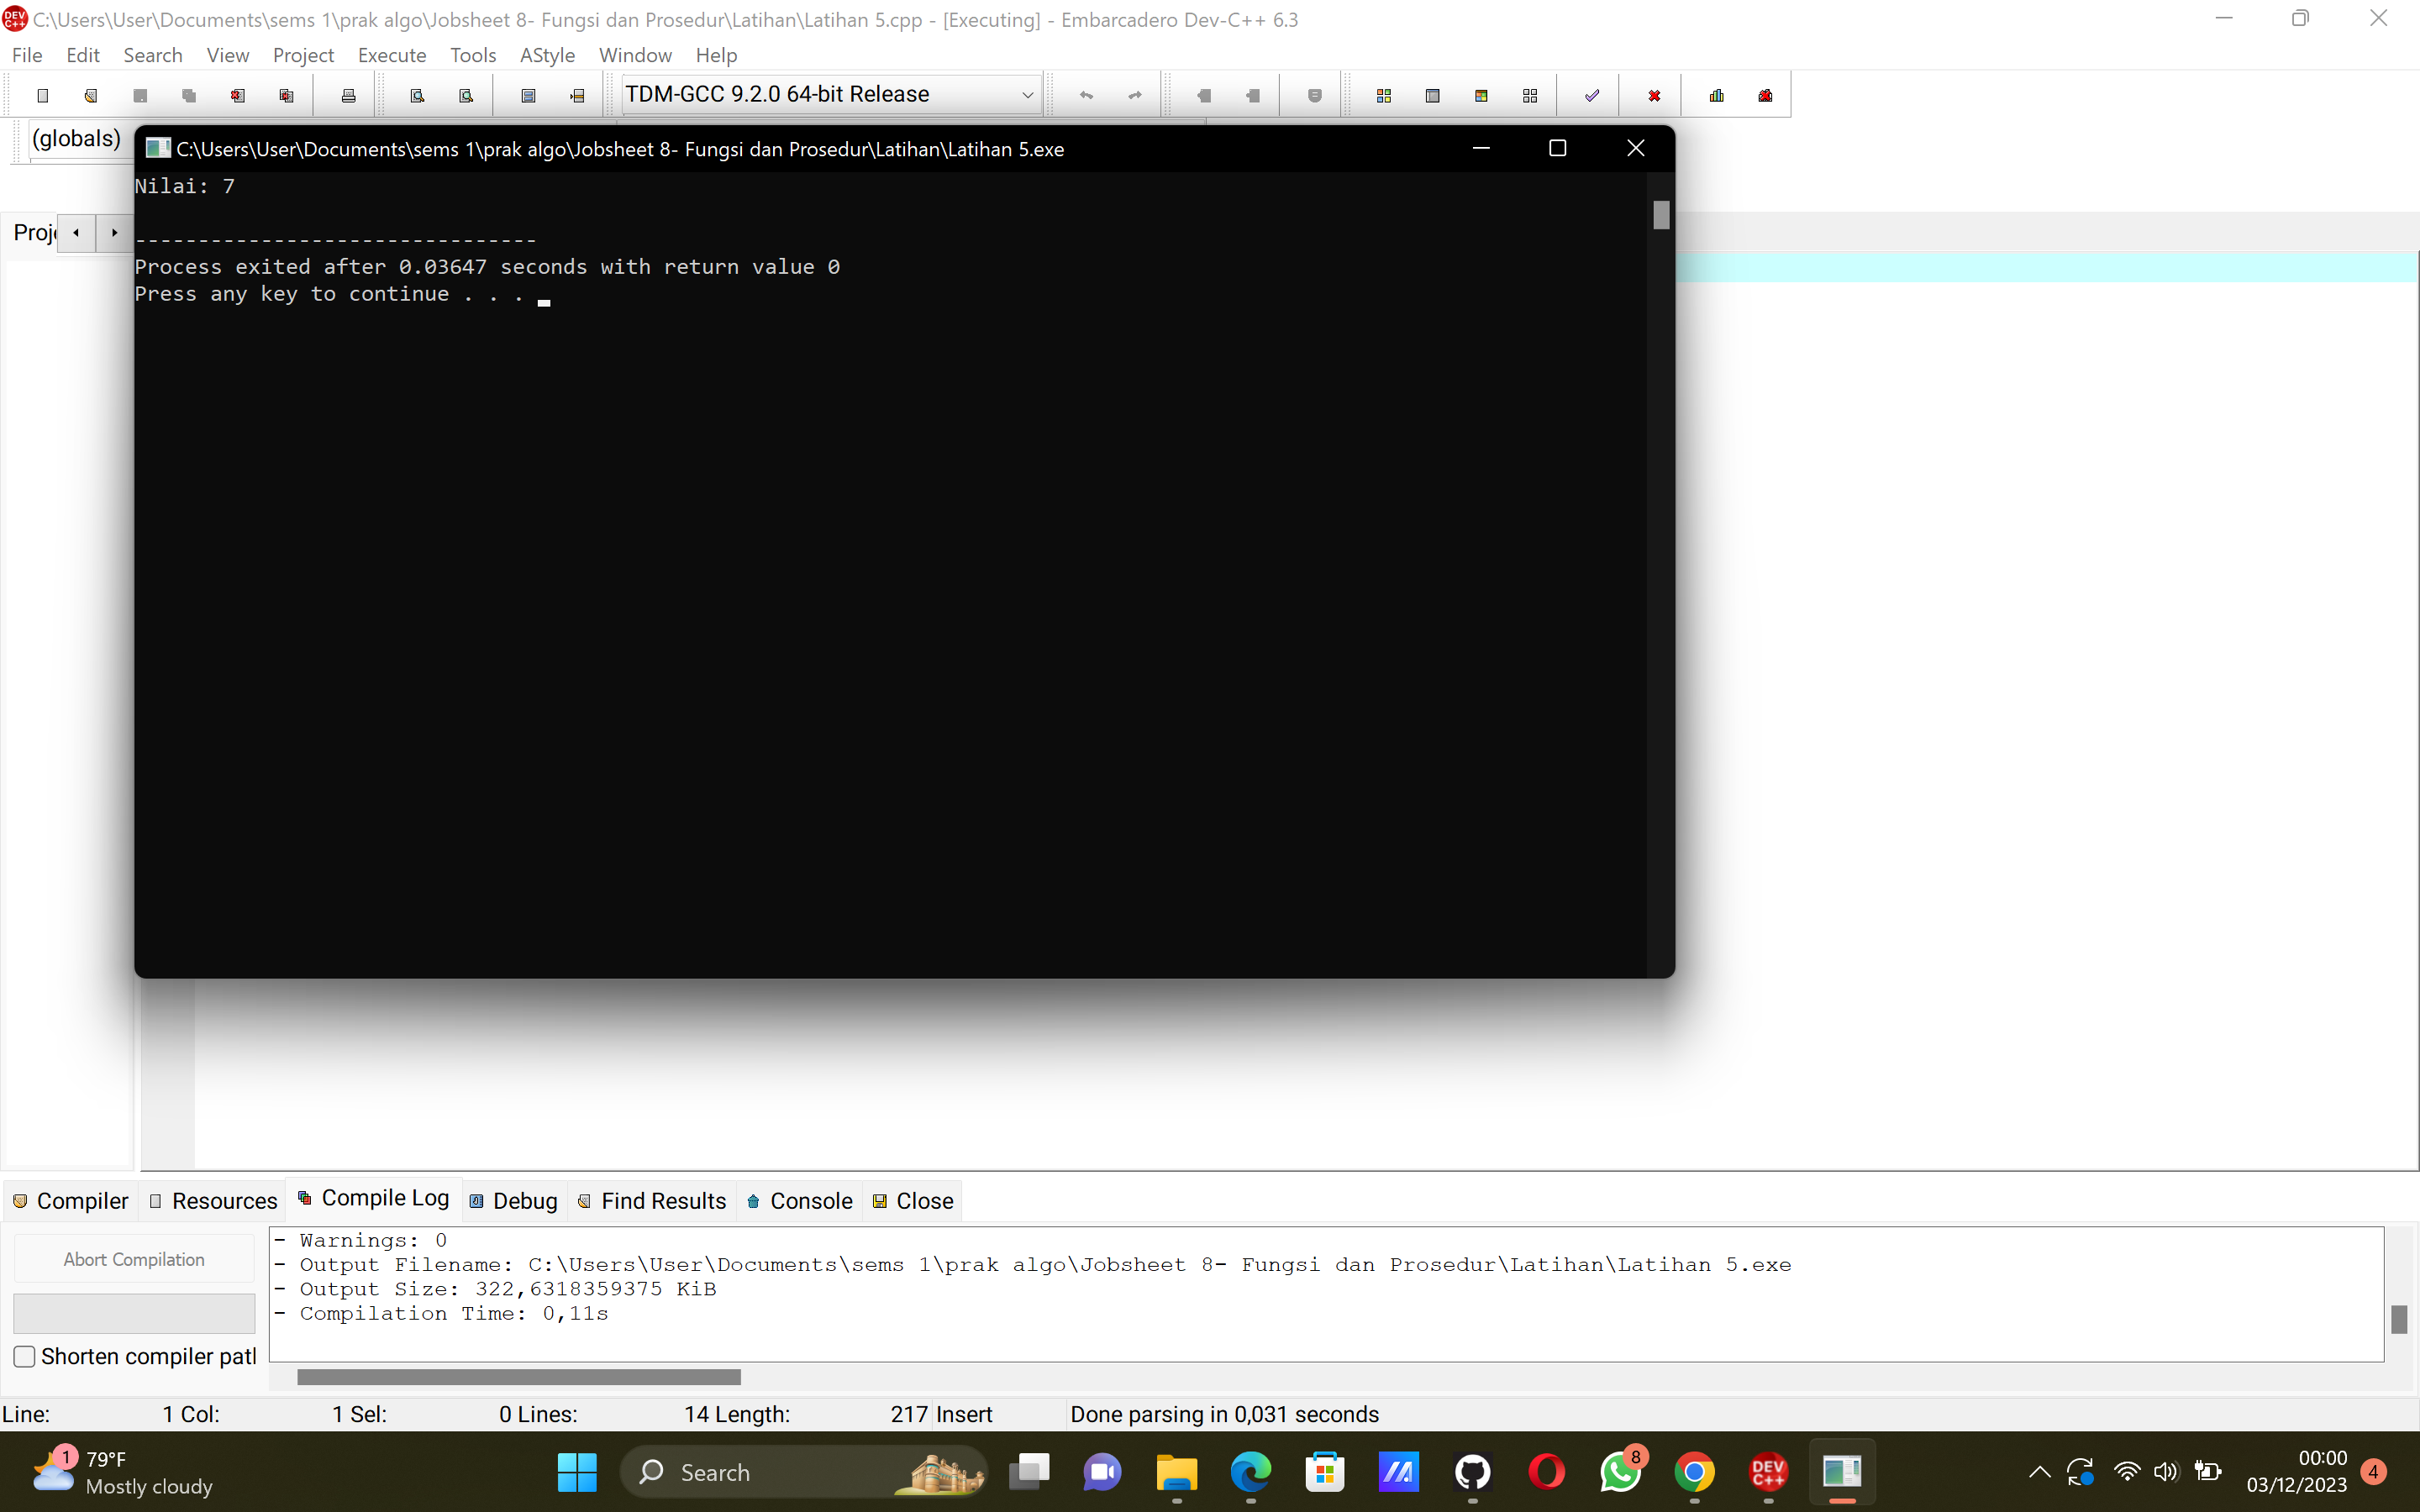 C:\Users\User\Documents\sems 1\prak algo\Jobsheet 8- Fungsi dan Prosedur\Latihan\Latihan 5.cpp - [Executing] - Embarcadero Dev-C++ 6.3
File Edit Search View Project Execute Tools AStyle Window Help
TDM-GCC 9.2.0 64-bit Release
(globals)
C:\Users\User\Documents\sems 1\prak algo\Jobsheet 8- Fungsi dan Prosedur\Latihan\Latihan 5.exe
Nilai: 7
Proj
--------------------------------
Process exited after 0.03647 seconds with return value 0
Press any key to continue . . .
Compiler Resources Compile Log Debug Find Results Console Close
Abort Compilation
- Warnings: 0
- Output Filename: C:\Users\User\Documents\sems 1\prak algo\Jobsheet 8- Fungsi dan Prosedur\Latihan\Latihan 5.exe
- Output Size: 322,6318359375 KiB
- Compilation Time: 0,11s
Shorten compiler patl
Line: 1 Col: 1 Sel: 0 Lines: 14 Length: 217 Insert Done parsing in 0,031 seconds
1
79°F
Mostly cloudy
Search
8
DEV C++
00:00
03/12/2023
4